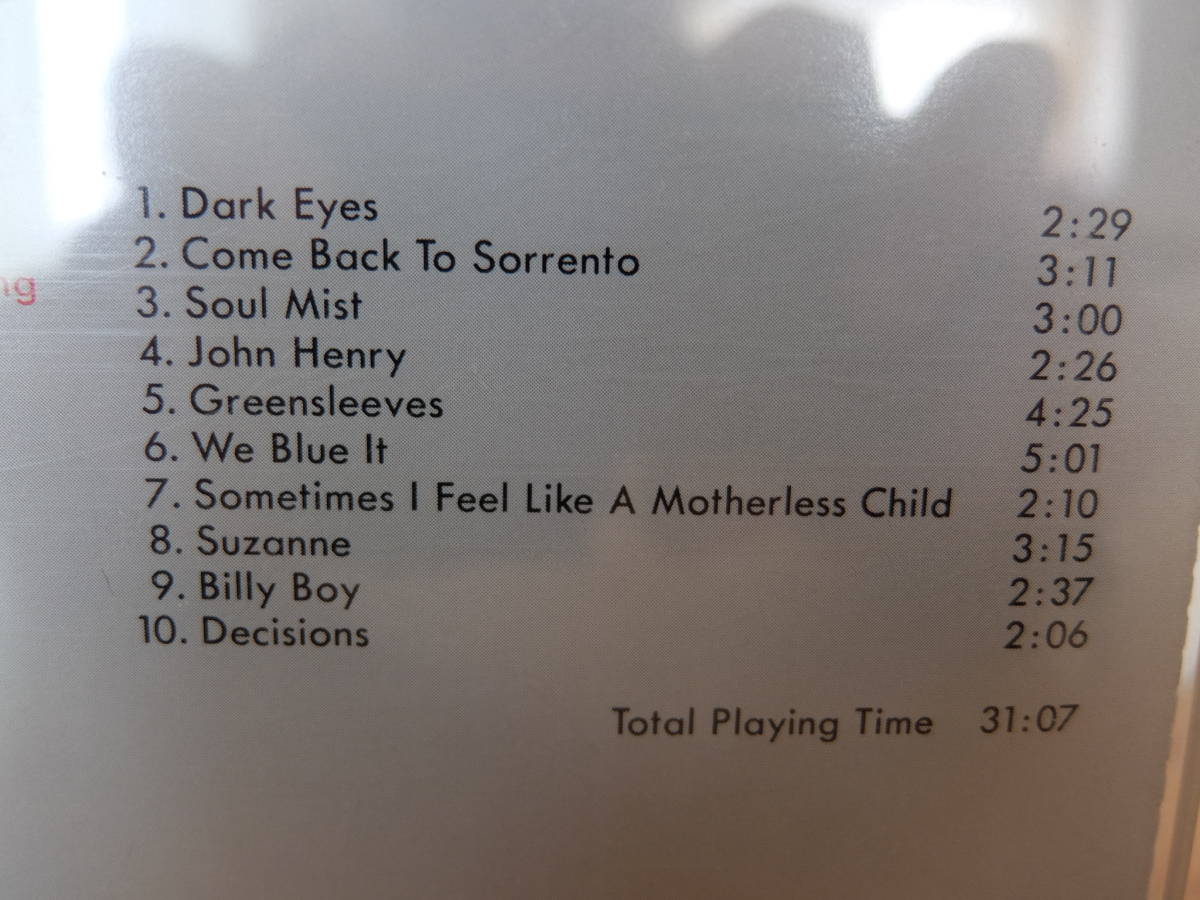 1. Dark Eyes 2:29
2. Come Back To Sorrento 3:11
3. Soul Mist 3:00
4. John Henry 2:26
5. Greensleeves 4:25
6. We Blue It 5:01
7. Sometimes I Feel Like A Motherless Child 2:10
8. Suzanne 3:15
9. Billy Boy 2:37
10. Decisions 2:06
Total Playing Time 31:07